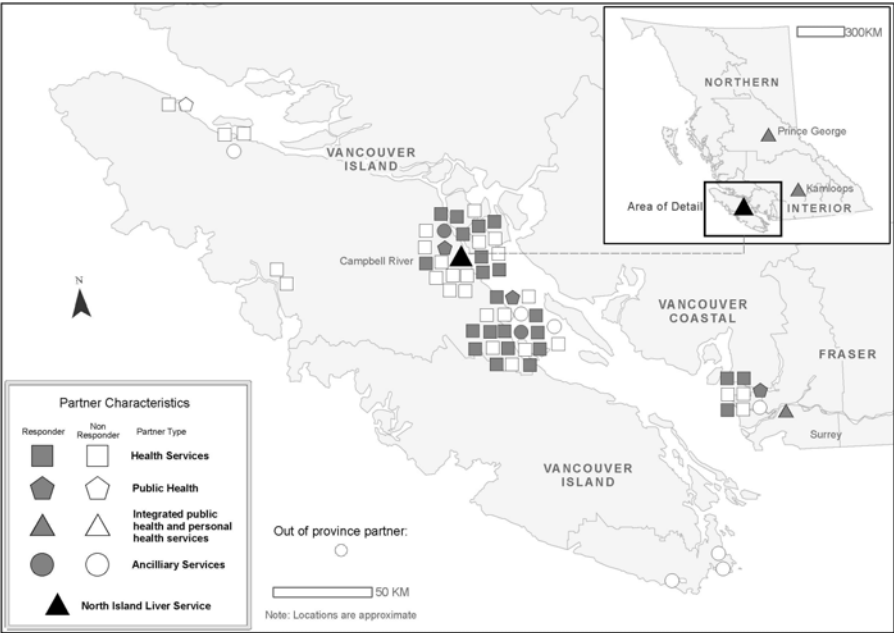 300KM
NORTHERN
Prince George
Kamloops
Area of Detail
INTERIOR
VANCOUVER
ISLAND
Campbell River
N
VANCOUVER
COASTAL
FRASER
Surrey
VANCOUVER
ISLAND
Partner Characteristics
Responder
Non
Responder
Partner Type
Health Services
Public Health
Integrated public
health and personal
health services
Ancilliary Services
North Island Liver Service
Out of province partner:
50 KM
Note: Locations are approximate